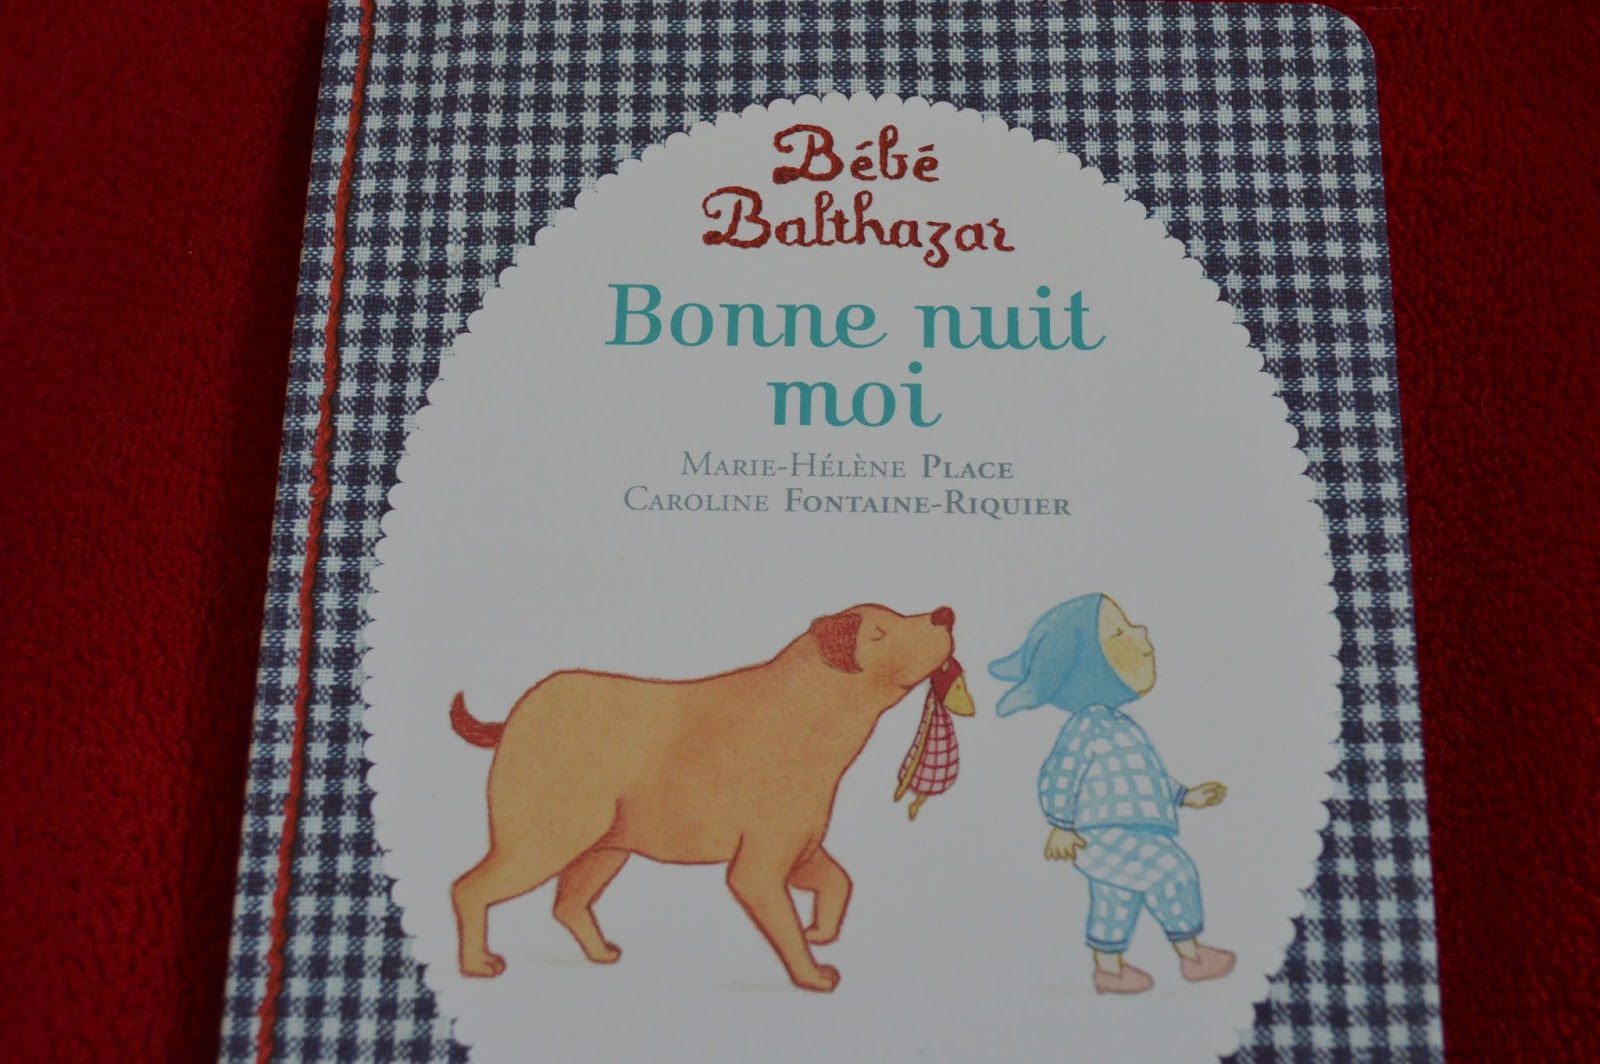 Bébé
Balthazar
Bonne nuit
moi
Marie-Hélène Place
Caroline Fontaine-Riquier